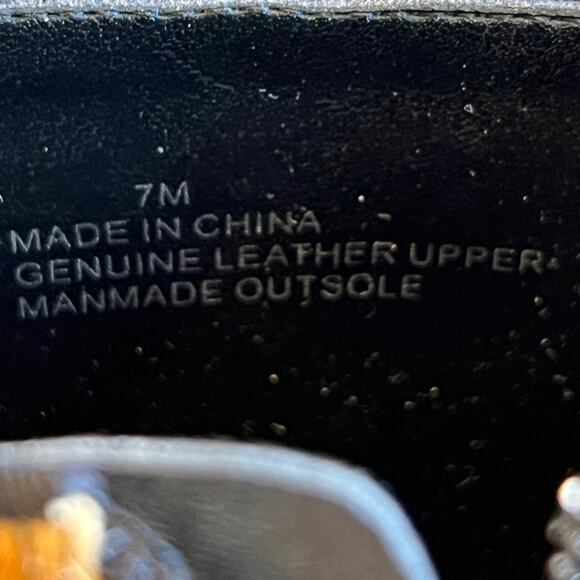 7M
MADE IN CHINA
GENUINE LEATHER UPPER
MANMADE OUTSOLE